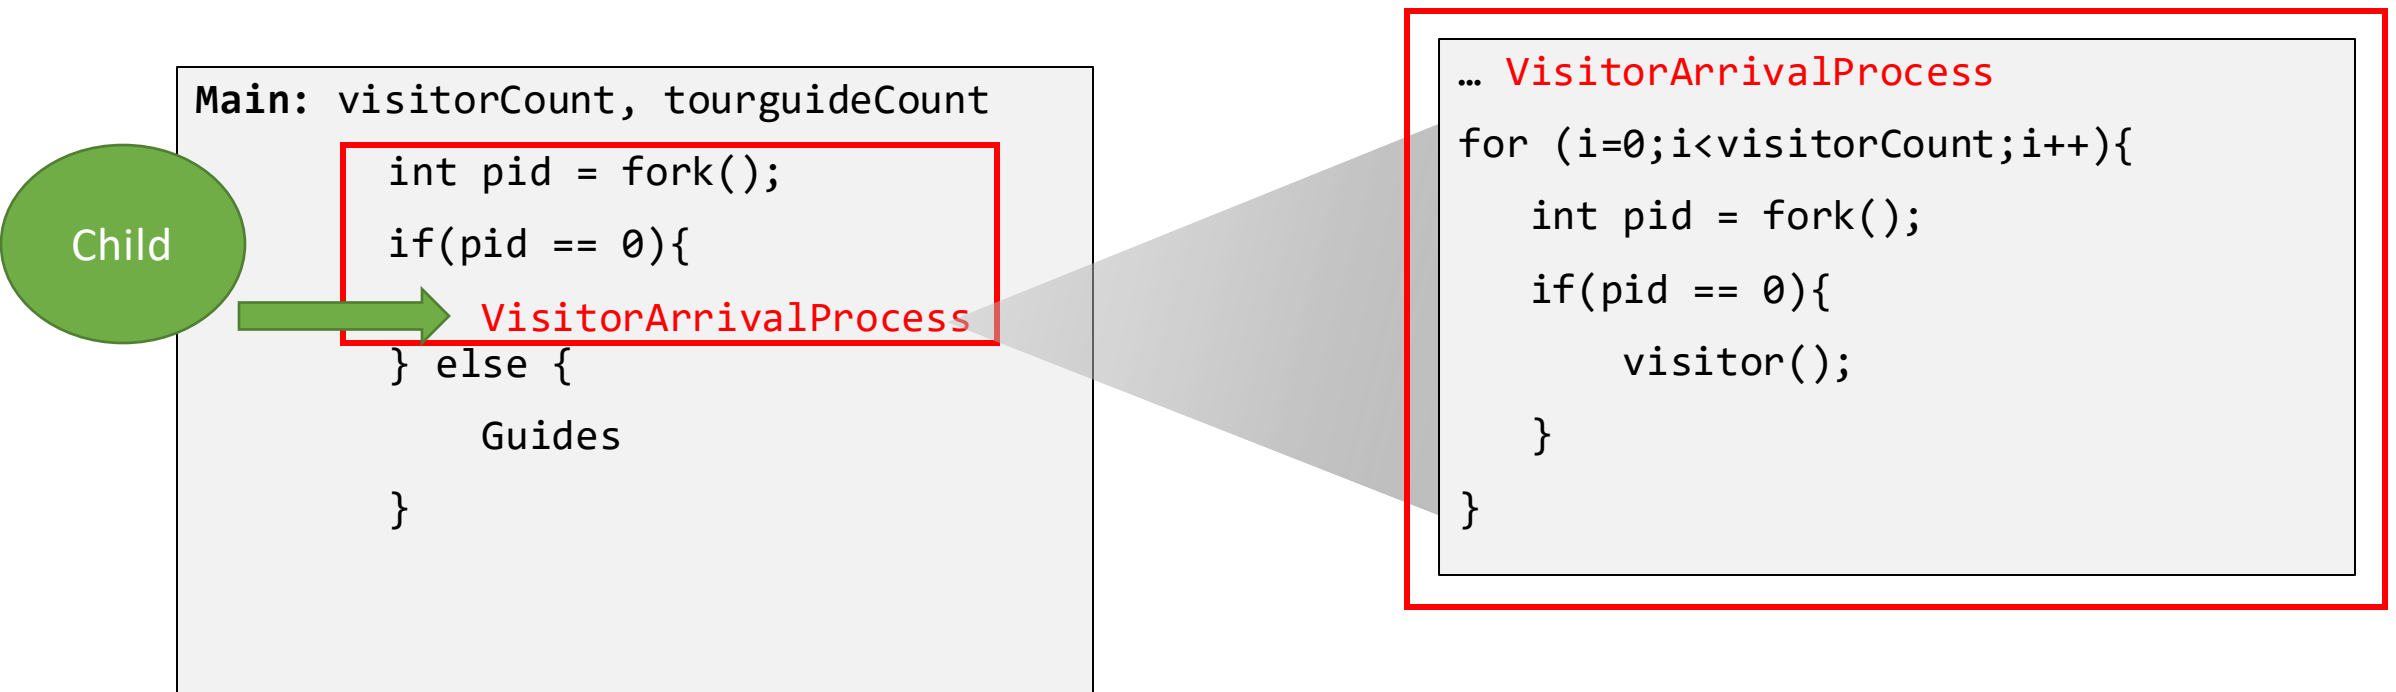 Main: visitorCount, tourguideCount
int pid = fork();
if(pid == 0){
VisitorArrivalProcess
} else {
Guides
}
Child
… VisitorArrivalProcess
for (i=0;i<visitorCount;i++){
int pid = fork();
if(pid == 0){
visitor();
}
}